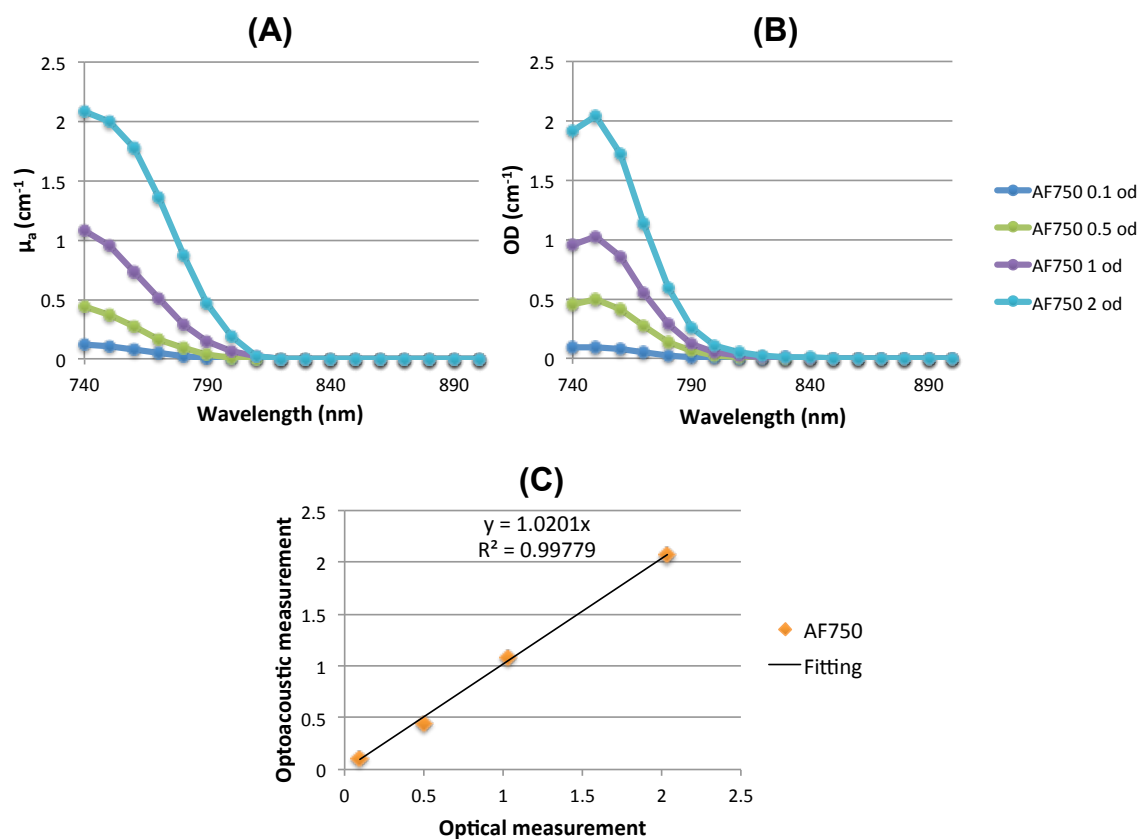 (A)
2.5
2
1.5
1
0.5
0
740
790
840
890
μa (cm-1 )
Wavelength (nm)
(B)
2.5
2
1.5
1
0.5
0
740
790
840
890
OD (cm-1)
Wavelength (nm)
AF750 0.1 od
AF750 0.5 od
AF750 1 od
AF750 2 od
(C)
y = 1.0201x
R² = 0.99779
2.5
2
1.5
1
0.5
0
0
0.5
1
1.5
2
2.5
Optoacoustic measurement
Optical measurement
AF750
Fitting